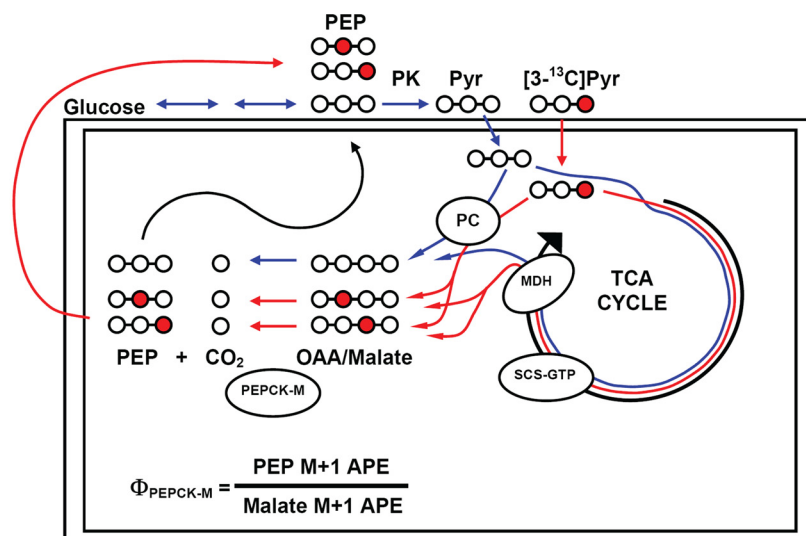 PEP
PK Pyr [3-¹³C]Pyr
Glucose
PC
MDH
TCA
CYCLE
PEP + CO₂ OAA/Malate
SCS-GTP
PEPCK-M
Φ_PEPCK-M = PEP M+1 APE
Malate M+1 APE